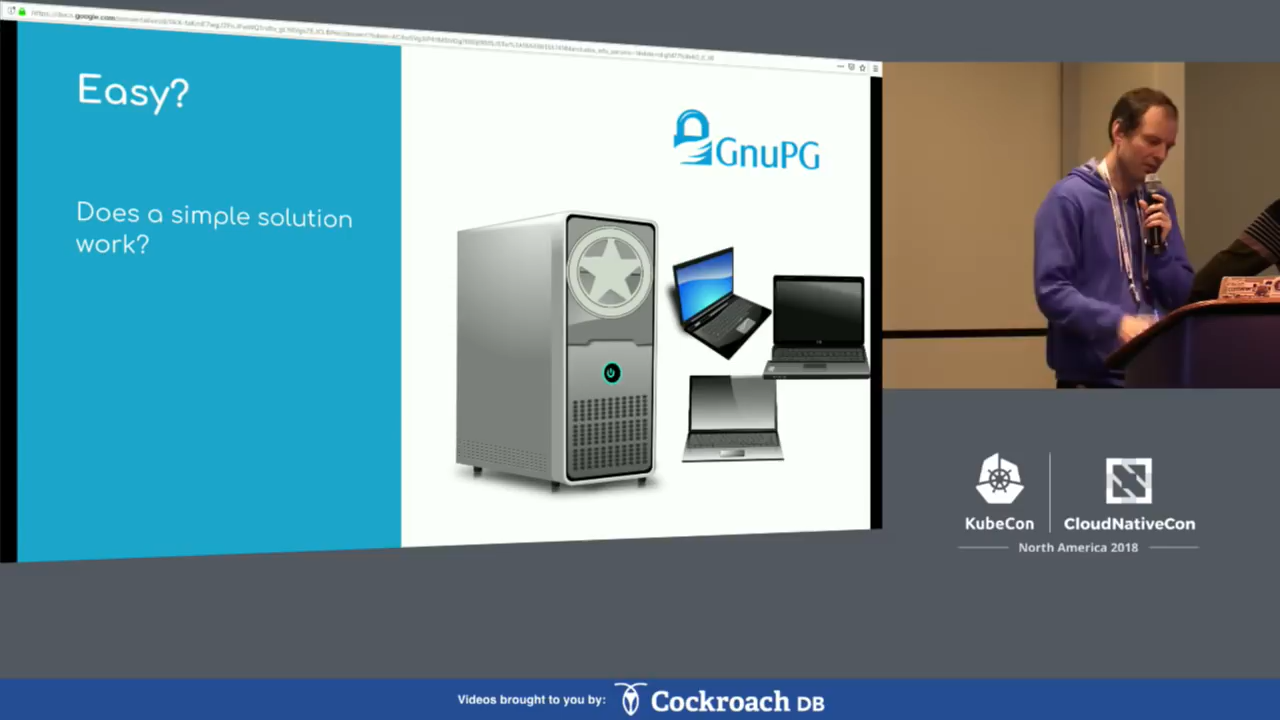 Easy?
GnuPG
Does a simple solution
work?
KubeCon
CloudNativeCon
North America 2018
Videos brought to you by:
Cockroach DB